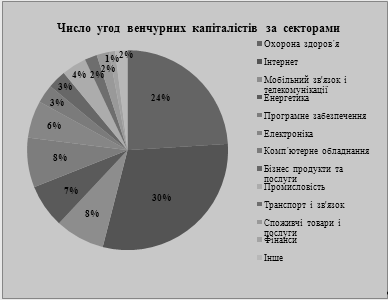 Число угод венчурних капіталістів за секторами
24%
30%
8%
7%
8%
6%
3%
3%
4%
2%
2%
1%
2%
Охорона здоров'я
Інтернет
Мобільний зв'язок і
телекомунікації
Енергетика
Програмне забезпечення
Електроніка
Комп'ютерне обладнання
Бізнес продукти та
послуги
Промисловість
Транспорт і зв'язок
Споживчі товари і
послуги
Фінанси
Інше